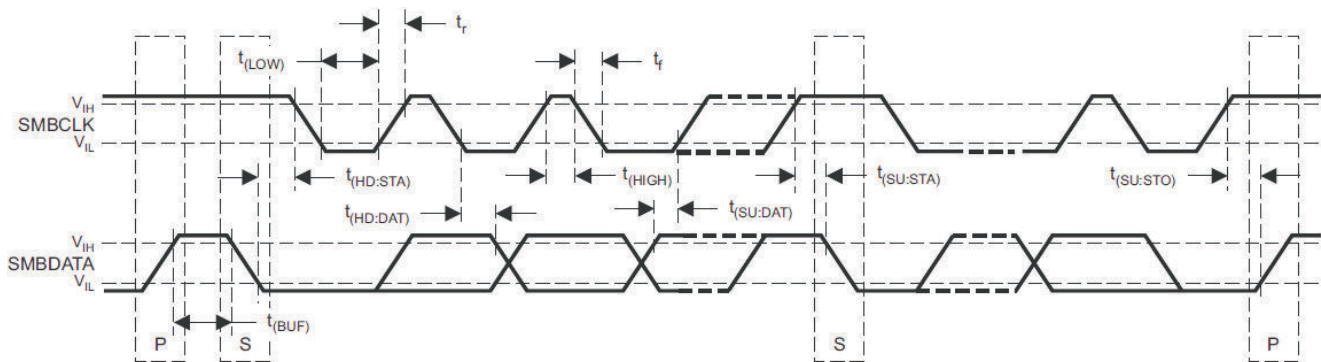 tr
t(LOW)
tf
VIH
SMBCLK
VIL
t(HD:STA)
t(HIGH)
t(SU:STA)
t(SU:STO)
t(HD:DAT)
t(SU:DAT)
VIH
SMBDATA
VIL
t(BUF)
P S S P